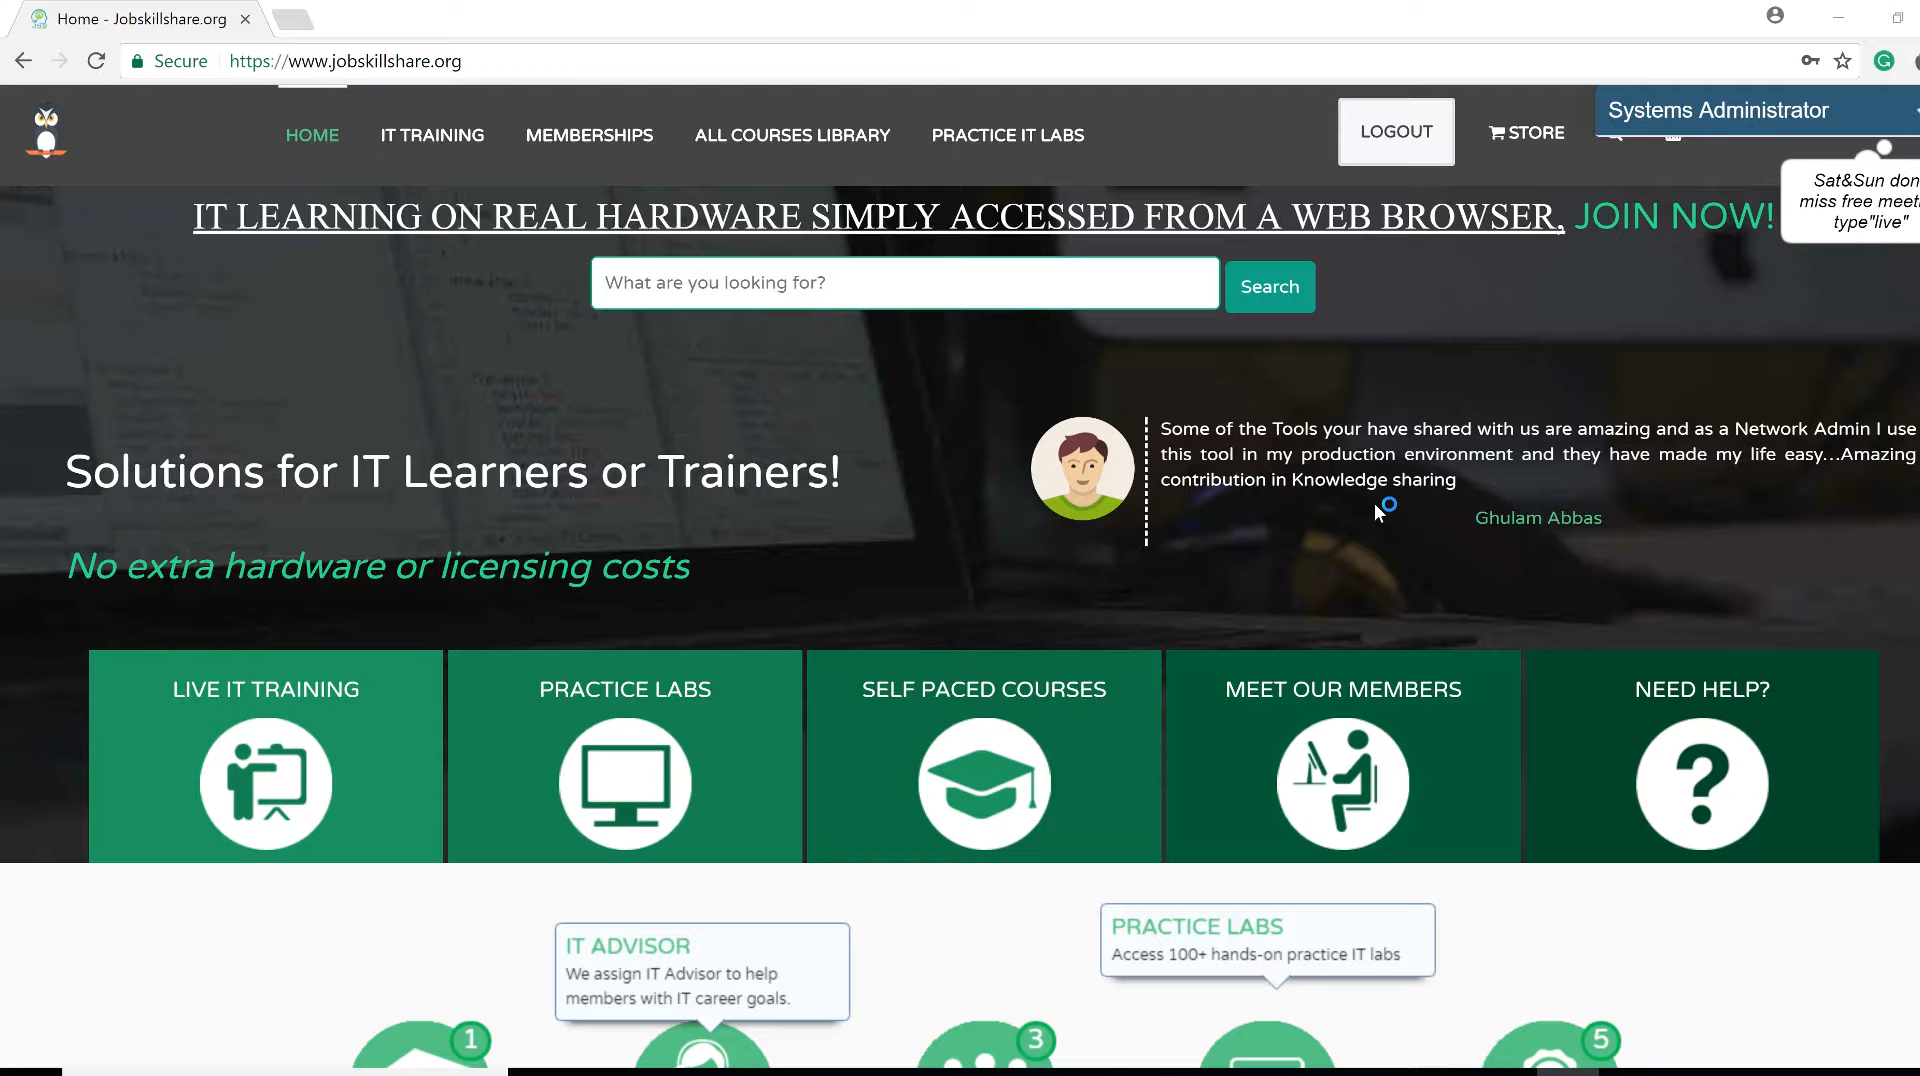 Home - Jobskillshare.org
Secure https://www.jobskillshare.org
HOME IT TRAINING MEMBERSHIPS ALL COURSES LIBRARY PRACTICE IT LABS LOGOUT STORE
Systems Administrator
Sat&Sun don
miss free
type"live"
IT LEARNING ON REAL HARDWARE SIMPLY ACCESSED FROM A WEB BROWSER, JOIN NOW!
What are you looking for? Search
Some of the Tools your have shared with us are amazing and as a Network Admin I use
this tool in my production environment and they have made my life easy...Amazing
contribution in Knowledge sharing
Ghulam Abbas
Solutions for IT Learners or Trainers!
No extra hardware or licensing costs
LIVE IT TRAINING PRACTICE LABS SELF PACED COURSES MEET OUR MEMBERS NEED HELP?
?
IT ADVISOR
We assign IT Advisor to help
members with IT career goals.
PRACTICE LABS
Access 100+ hands-on practice IT labs
1 3 5